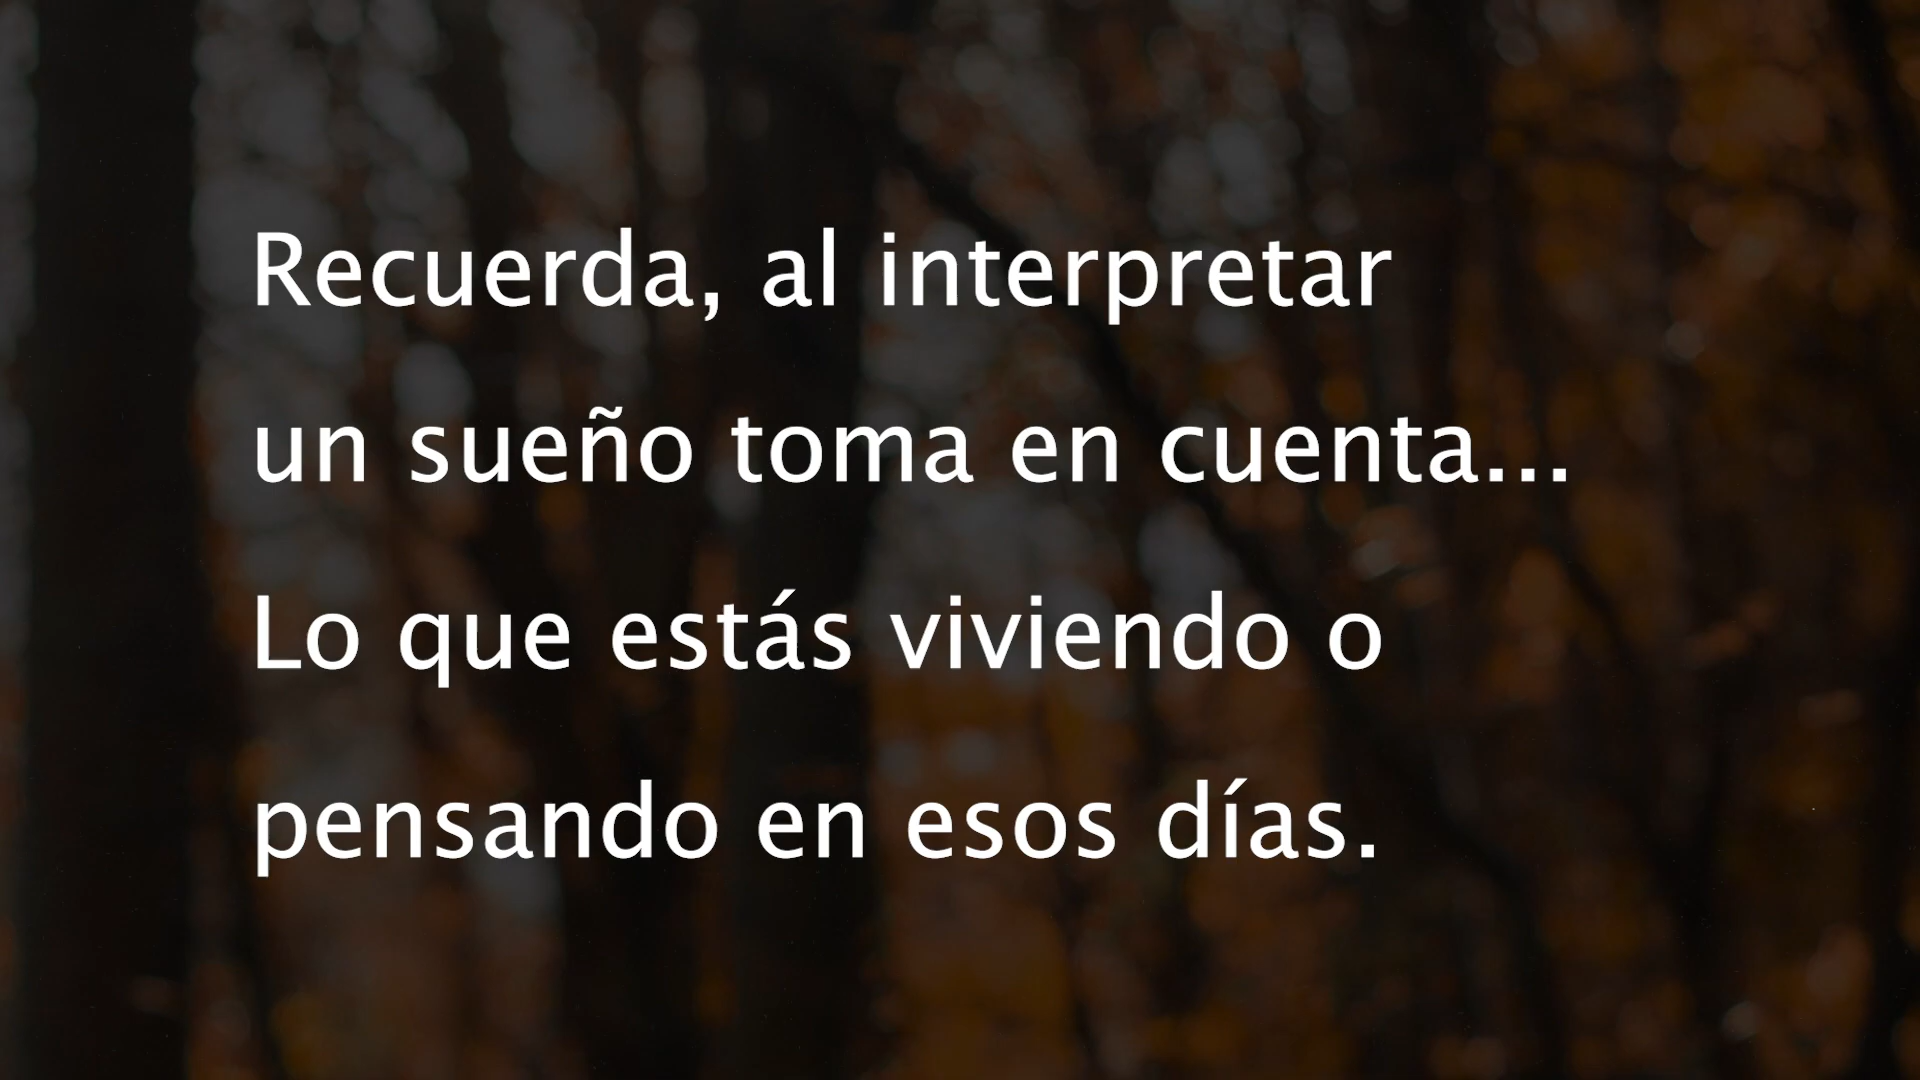 Recuerda, al interpretar
un sueño toma en cuenta...
Lo que estás viviendo o
pensando en esos días.